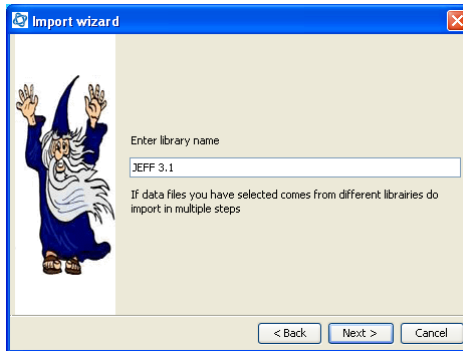 Import wizard
Enter library name
JEFF 3.1
If data files you have selected comes from different librairies do
import in multiple steps
< Back
Next >
Cancel